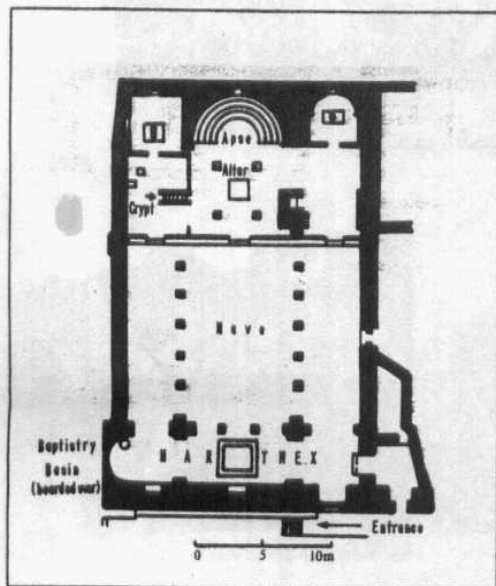 Apse
Altar
Crypt
Nave
NARTHEX
Baptistry
Basin
(boarded over)
Entrance
0 5 10m